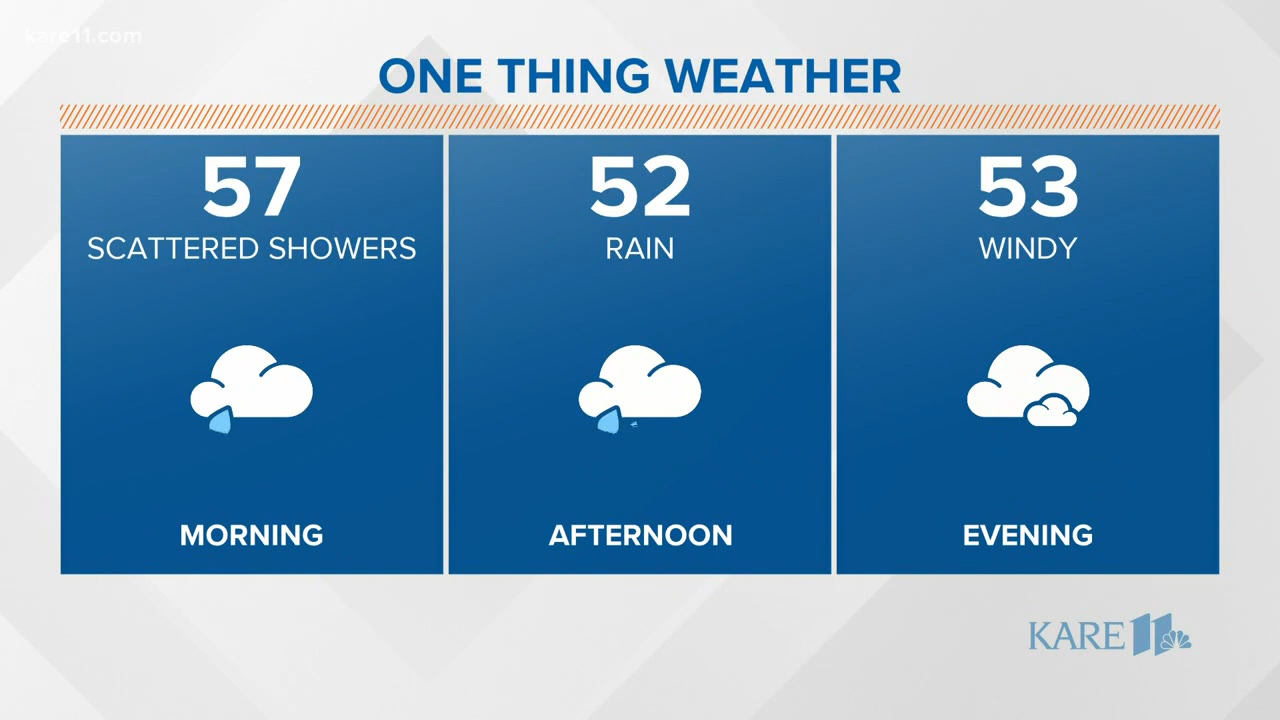 kare11.com
ONE THING WEATHER
57
SCATTERED SHOWERS
MORNING
52
RAIN
AFTERNOON
53
WINDY
EVENING
KARE 11